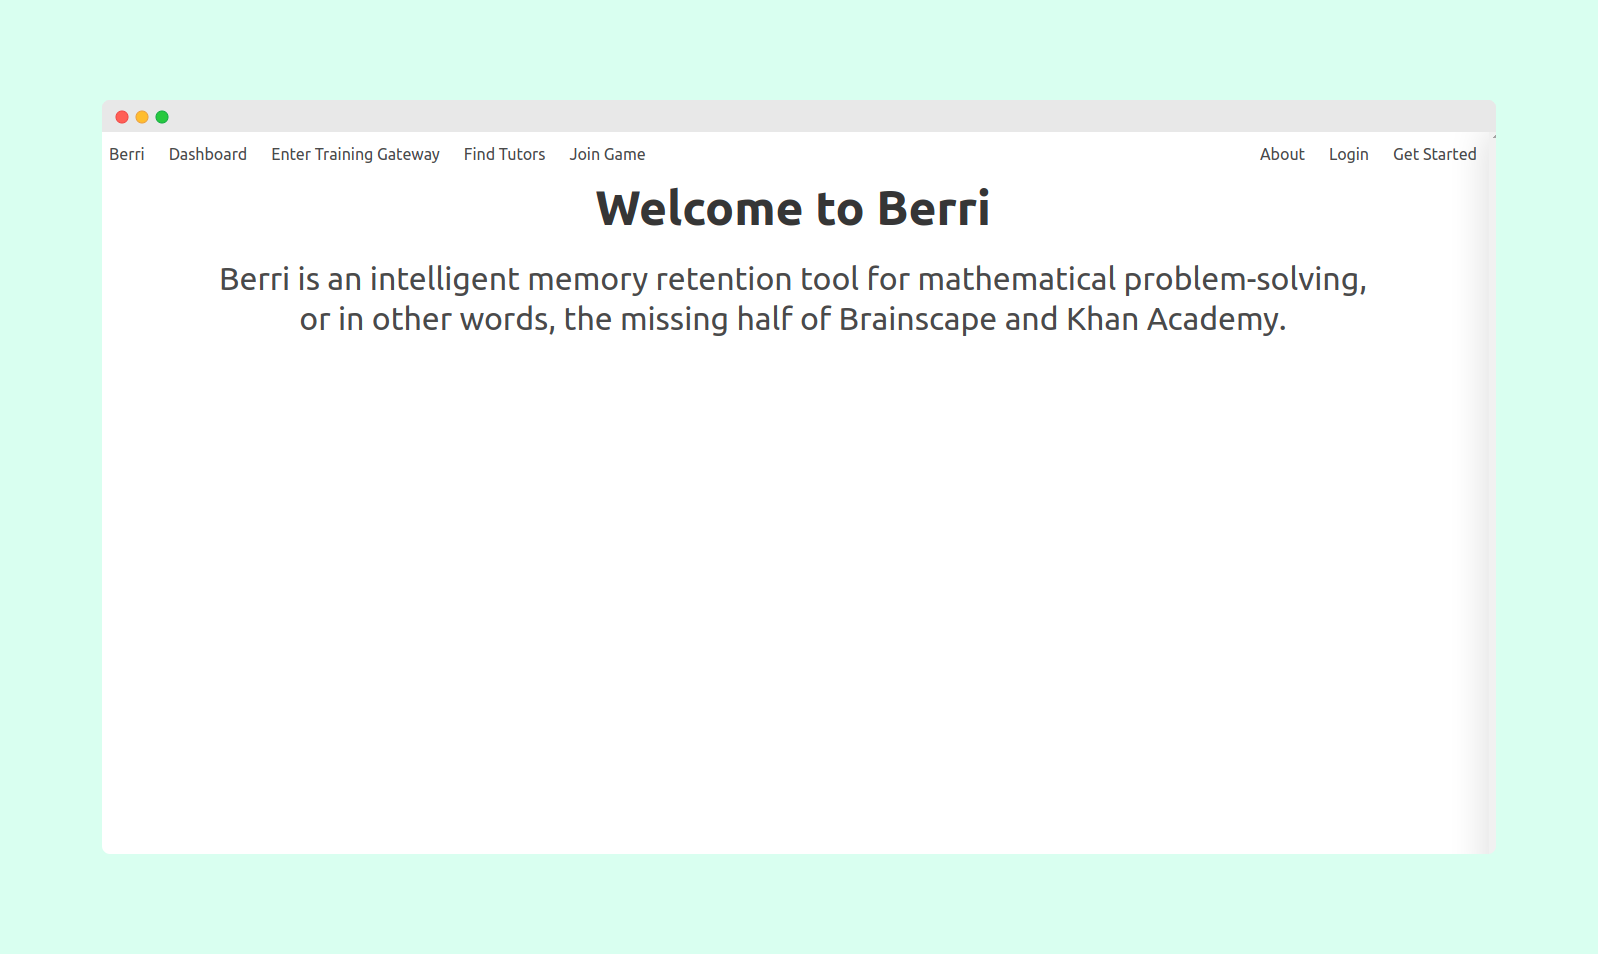 Berri Dashboard Enter Training Gateway Find Tutors Join Game About Login Get Started
Welcome to Berri
Berri is an intelligent memory retention tool for mathematical problem-solving,
or in other words, the missing half of Brainscape and Khan Academy.